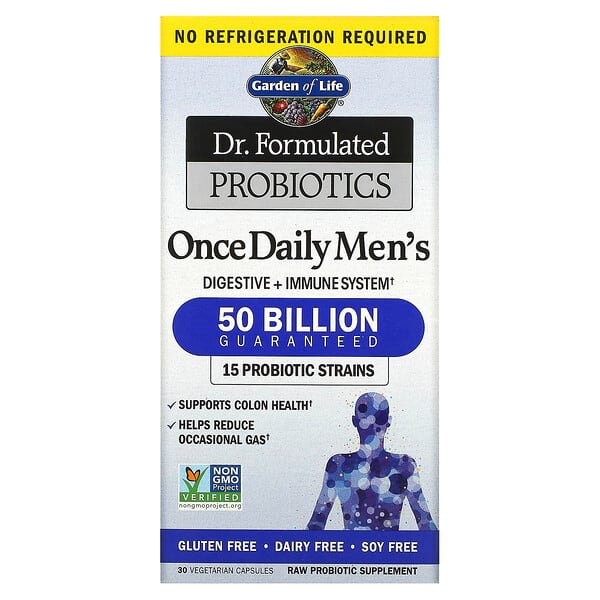 NO REFRIGERATION REQUIRED
Garden of Life®
Dr. Formulated
PROBIOTICS
Once Daily Men's
DIGESTIVE + IMMUNE SYSTEM†
50 BILLION
GUARANTEED
15 PROBIOTIC STRAINS
✓ SUPPORTS COLON HEALTH†
✓ HELPS REDUCE
OCCASIONAL GAS†
NON
GMO
Project
VERIFIED
nongmoproject.org
GLUTEN FREE • DAIRY FREE • SOY FREE
30 VEGETARIAN CAPSULES RAW PROBIOTIC SUPPLEMENT